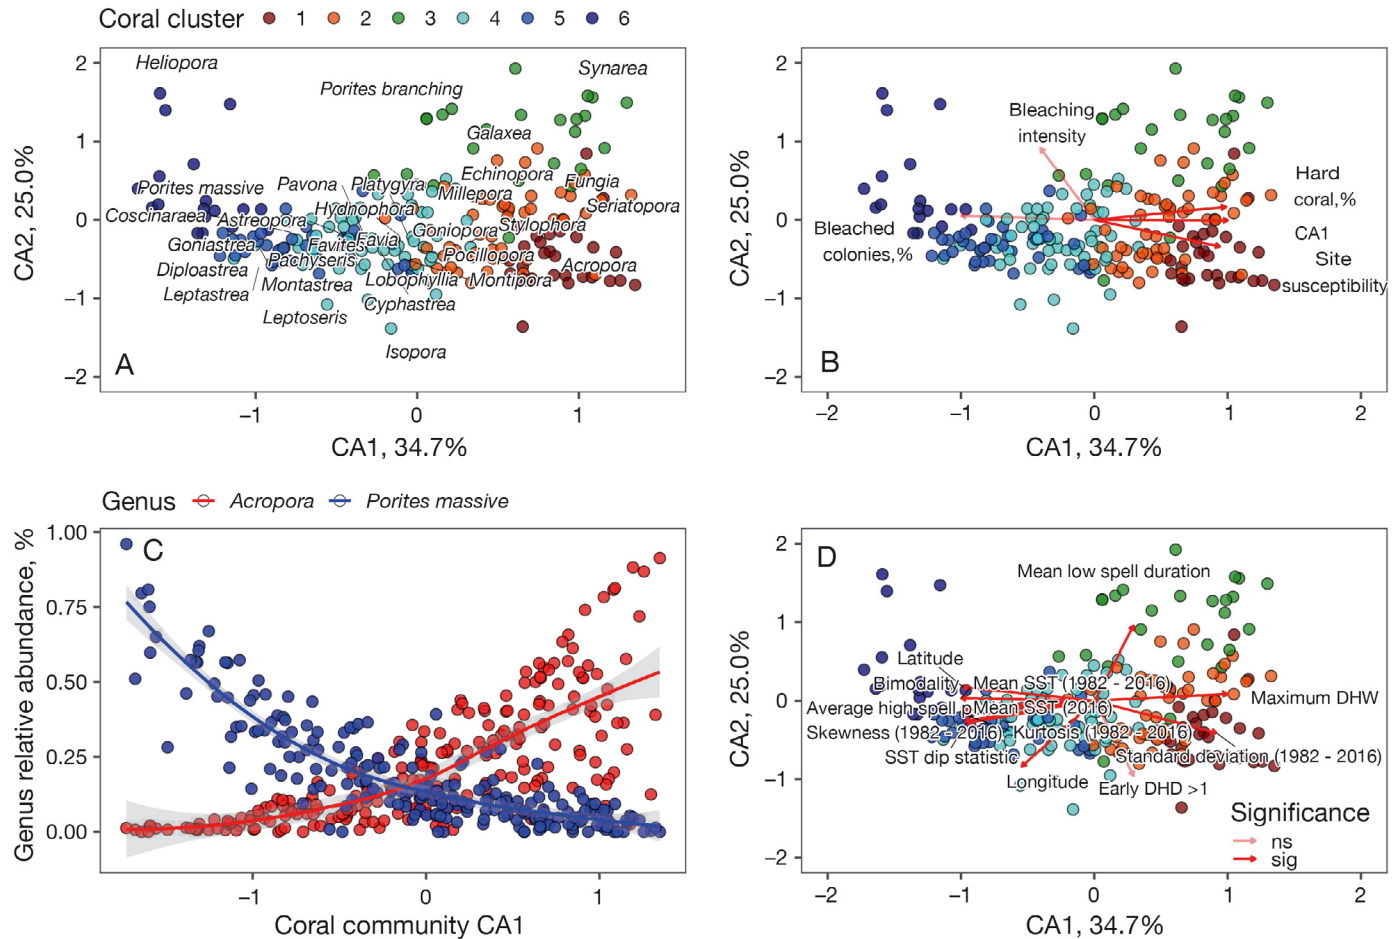 Coral cluster 1 2 3 4 5 6
2
1
0
−1
−2
CA2, 25.0%
Heliopora
Synarea
Porites branching
Galaxea
Echinopora
Fungia
Pavona
Platygyra
Millepora
Porites massive
Seriatopora
Hydnophora
Coscinaraea
Astreopora
Goniopora
Stylophora
Goniastrea
Favites
Favia
Pachyseris
Pocillopora
Acropora
Diploastrea
Montastrea
Lobophyllia
Montipora
Leptastrea
Cyphastrea
Leptoseris
Isopora
A
−1 0 1
CA1, 34.7%
2
1
0
−1
−2
CA2, 25.0%
Bleaching
intensity
Hard
coral,%
Bleached
colonies,%
CA1
Site
susceptibility
B
−2 −1 0 1 2
CA1, 34.7%
Genus Acropora Porites massive
1.00
0.75
0.50
0.25
0.00
Genus relative abundance, %
C
−1 0 1
Coral community CA1
2
1
0
−1
−2
CA2, 25.0%
D
Mean low spell duration
Latitude
Bimodality
Mean SST (1982 - 2016)
Maximum DHW
Average high spell p
Mean SST (2016)
Skewness (1982 - 2016)
Kurtosis (1982 - 2016)
SST dip statistic
Standard deviation (1982 - 2016)
Longitude
Early DHD >1
Significance
ns
sig
−2 −1 0 1 2
CA1, 34.7%